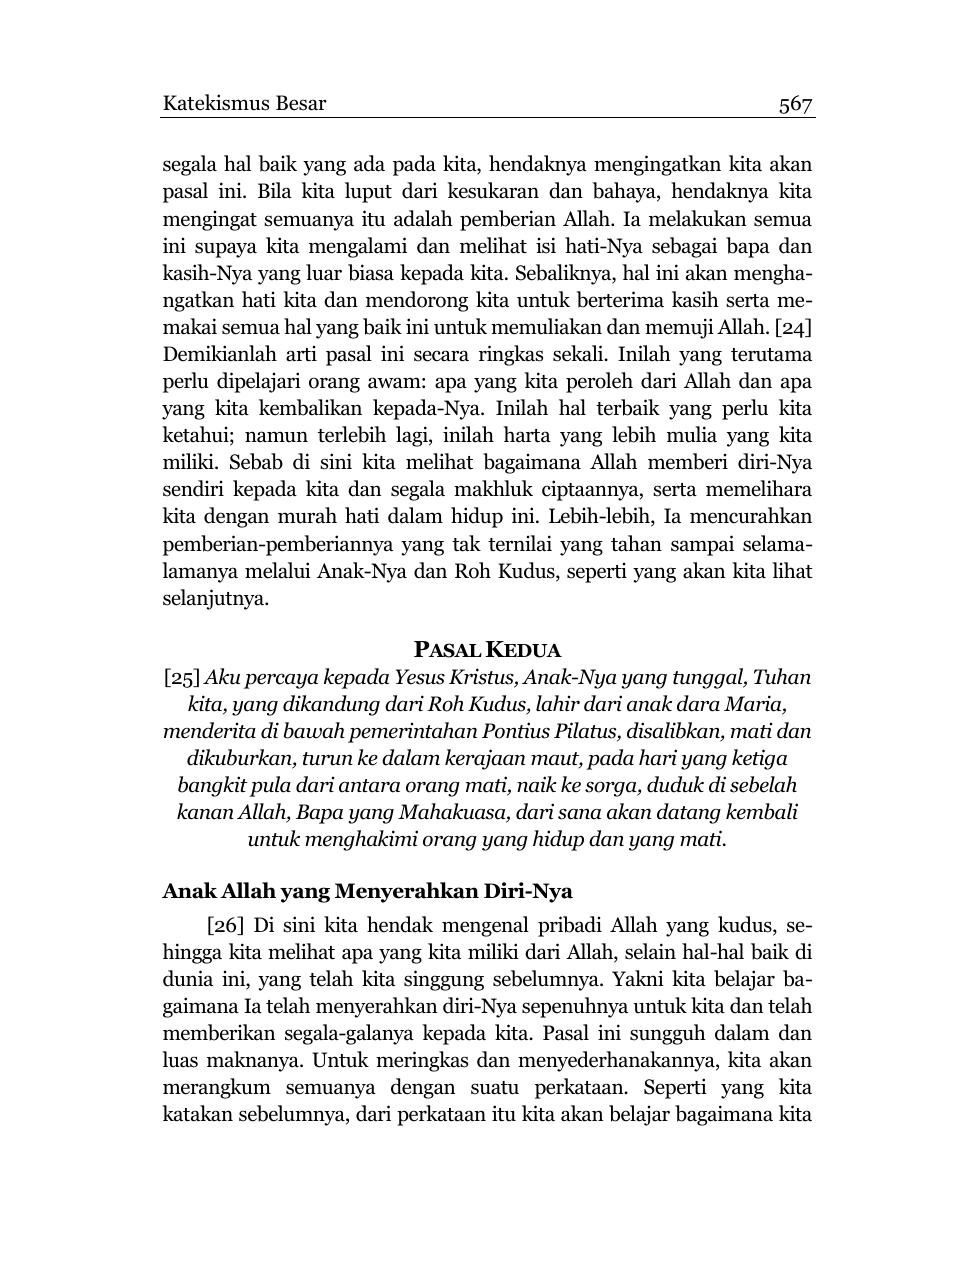 Katekismus Besar 567
segala hal baik yang ada pada kita, hendaknya mengingatkan kita akan
pasal ini. Bila kita luput dari kesukaran dan bahaya, hendaknya kita
mengingat semuanya itu adalah pemberian Allah. Ia melakukan semua
ini supaya kita mengalami dan melihat isi hati-Nya sebagai bapa dan
kasih-Nya yang luar biasa kepada kita. Sebaliknya, hal ini akan mengha-
ngatkan hati kita dan mendorong kita untuk berterima kasih serta me-
makai semua hal yang baik ini untuk memuliakan dan memuji Allah. [24]
Demikianlah arti pasal ini secara ringkas sekali. Inilah yang terutama
perlu dipelajari orang awam: apa yang kita peroleh dari Allah dan apa
yang kita kembalikan kepada-Nya. Inilah hal terbaik yang perlu kita
ketahui; namun terlebih lagi, inilah harta yang lebih mulia yang kita
miliki. Sebab di sini kita melihat bagaimana Allah memberi diri-Nya
sendiri kepada kita dan segala makhluk ciptaannya, serta memelihara
kita dengan murah hati dalam hidup ini. Lebih-lebih, Ia mencurahkan
pemberian-pemberiannya yang tak ternilai yang tahan sampai selama-
lamanya melalui Anak-Nya dan Roh Kudus, seperti yang akan kita lihat
selanjutnya.
PASAL KEDUA
[25] Aku percaya kepada Yesus Kristus, Anak-Nya yang tunggal, Tuhan
kita, yang dikandung dari Roh Kudus, lahir dari anak dara Maria,
menderita di bawah pemerintahan Pontius Pilatus, disalibkan, mati dan
dikuburkan, turun ke dalam kerajaan maut, pada hari yang ketiga
bangkit pula dari antara orang mati, naik ke sorga, duduk di sebelah
kanan Allah, Bapa yang Mahakuasa, dari sana akan datang kembali
untuk menghakimi orang yang hidup dan yang mati.
Anak Allah yang Menyerahkan Diri-Nya
[26] Di sini kita hendak mengenal pribadi Allah yang kudus, se-
hingga kita melihat apa yang kita miliki dari Allah, selain hal-hal baik di
dunia ini, yang telah kita singgung sebelumnya. Yakni kita belajar ba-
gaimana Ia telah menyerahkan diri-Nya sepenuhnya untuk kita dan telah
memberikan segala-galanya kepada kita. Pasal ini sungguh dalam dan
luas maknanya. Untuk meringkas dan menyederhanakannya, kita akan
merangkum semuanya dengan suatu perkataan. Seperti yang kita
katakan sebelumnya, dari perkataan itu kita akan belajar bagaimana kita